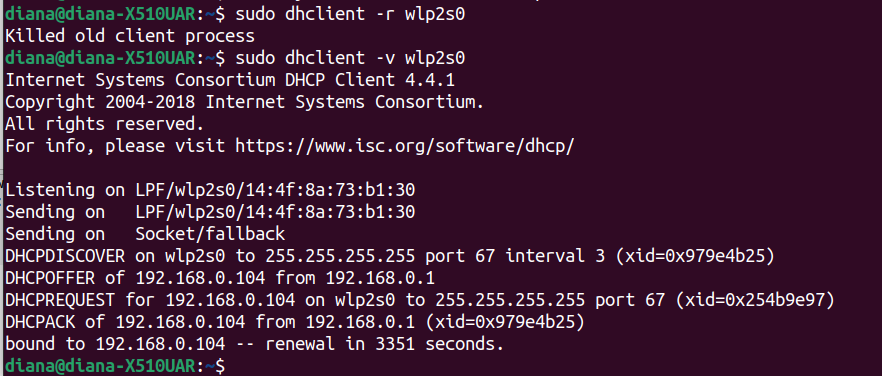 diana@diana-X510UAR:~$ sudo dhclient -r wlp2s0
Killed old client process
diana@diana-X510UAR:~$ sudo dhclient -v wlp2s0
Internet Systems Consortium DHCP Client 4.4.1
Copyright 2004-2018 Internet Systems Consortium.
All rights reserved.
For info, please visit https://www.isc.org/software/dhcp/

Listening on LPF/wlp2s0/14:4f:8a:73:b1:30
Sending on   LPF/wlp2s0/14:4f:8a:73:b1:30
Sending on   Socket/fallback
DHCPDISCOVER on wlp2s0 to 255.255.255.255 port 67 interval 3 (xid=0x979e4b25)
DHCPOFFER of 192.168.0.104 from 192.168.0.1
DHCPREQUEST for 192.168.0.104 on wlp2s0 to 255.255.255.255 port 67 (xid=0x254b9e97)
DHCPACK of 192.168.0.104 from 192.168.0.1 (xid=0x979e4b25)
bound to 192.168.0.104 -- renewal in 3351 seconds.
diana@diana-X510UAR:~$